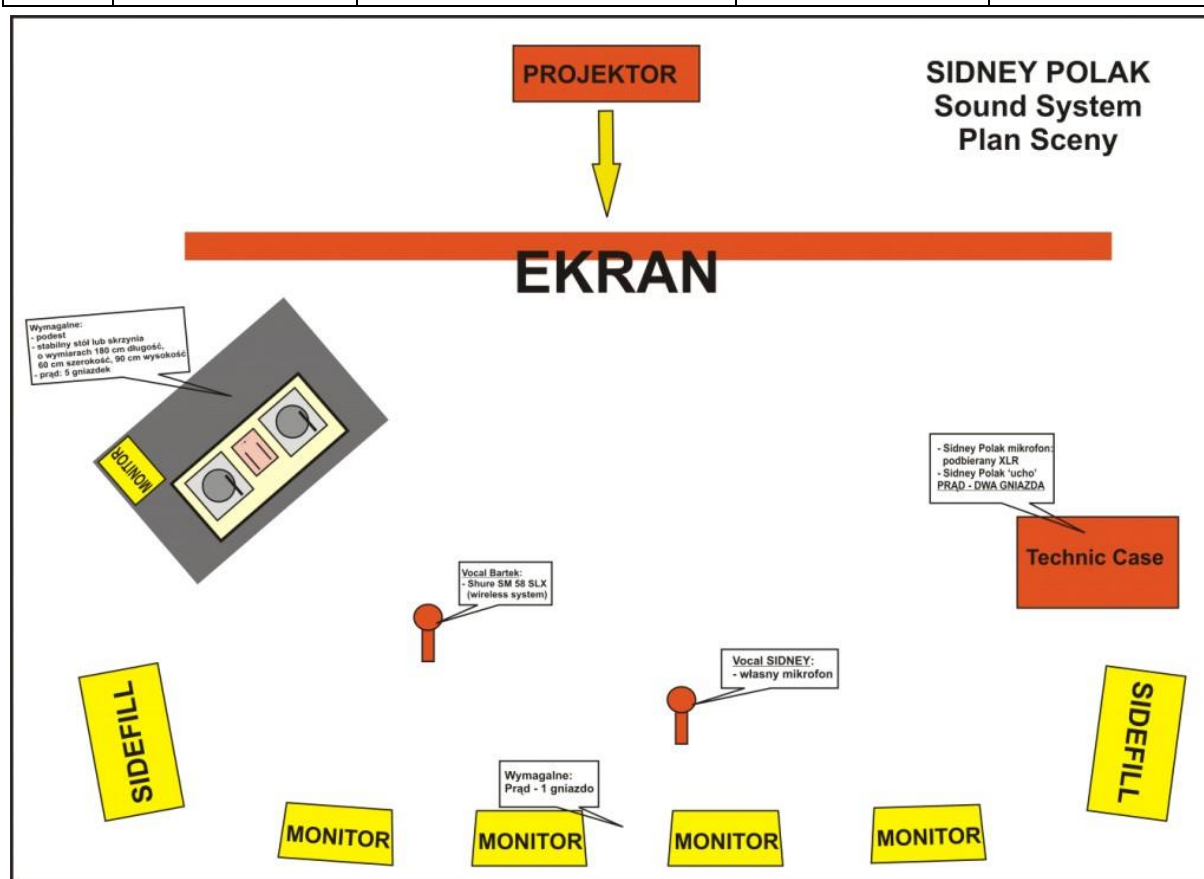 PROJEKTOR
SIDNEY POLAK
Sound System
Plan Sceny
EKRAN
Wymagalne:
- podest
- stabilny stół lub skrzynia
o wymiarach 180 cm długość,
60 cm szerokość, 90 cm wysokość
- prąd: 5 gniazdek
MONITOR
- Sidney Polak mikrofon:
podbierany XLR
- Sidney Polak ‘ucho’
PRĄD - DWA GNIAZDA
Technic Case
Vocal Bartek:
- Shure SM 58 SLX
(wireless system)
Vocal SIDNEY:
- własny mikrofon
SIDEFILL
SIDEFILL
Wymagalne:
Prąd - 1 gniazdo
MONITOR
MONITOR
MONITOR
MONITOR